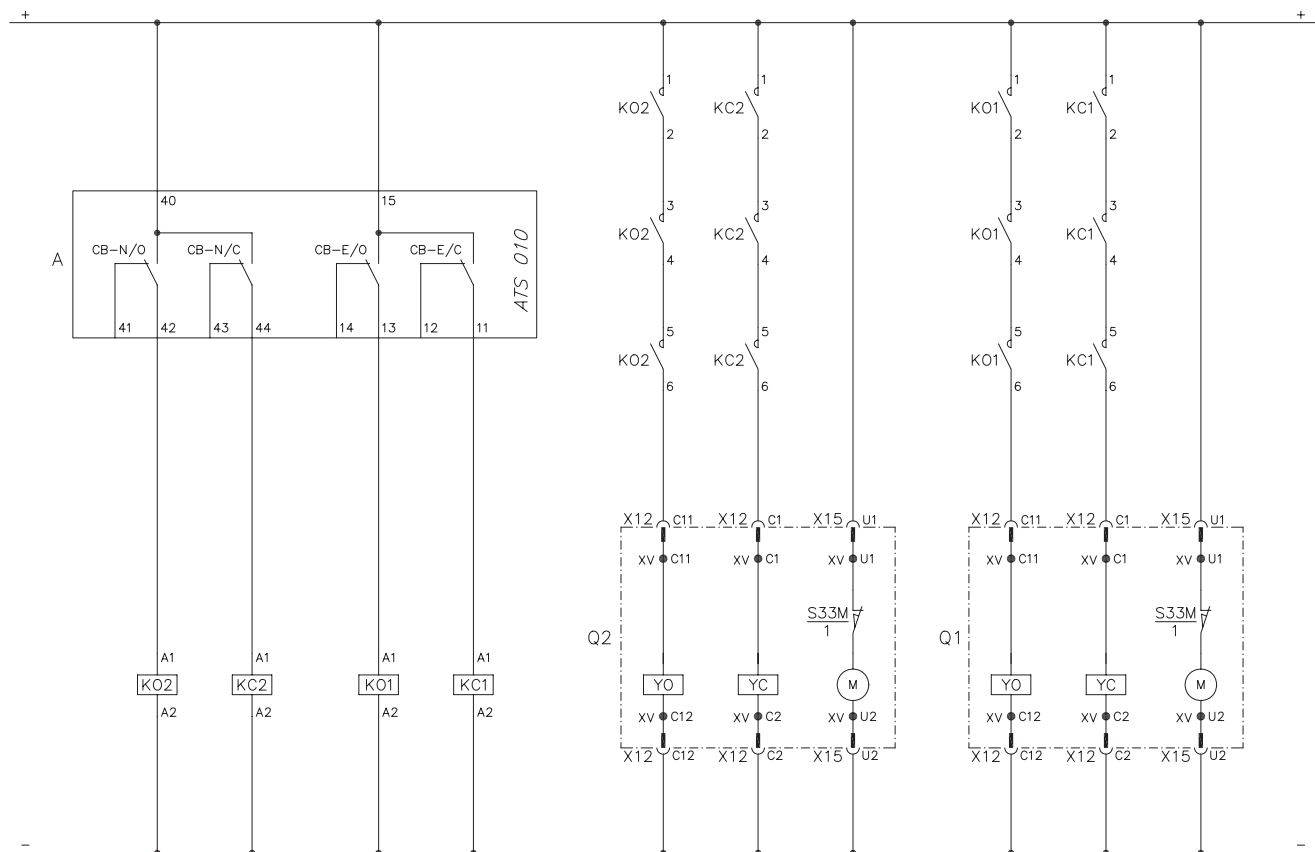 + +
1 1 1 1
KO2 KC2 KO1 KC1
2 2 2 2
40 15
3 3 3 3
CB-N/O CB-N/C CB-E/O CB-E/C KO2 KC2 KO1 KC1
A ATS 010
4 4 4 4
41 42 43 44 14 13 12 11
5 5 5 5
KO2 KC2 KO1 KC1
6 6 6 6
X12 C11 X12 C1 X15 U1 X12 C11 X12 C1 X15 U1
XV C11 XV C1 XV U1 XV C11 XV C1 XV U1
S33M S33M
1 1
Q2 Q1
A1 A1 A1 A1
KO2 KC2 KO1 KC1 YO YC M YO YC M
A2 A2 A2 A2 XV C12 XV C2 XV U2 XV C12 XV C2 XV U2
X12 C12 X12 C2 X15 U2 X12 C12 X12 C2 X15 U2
- -